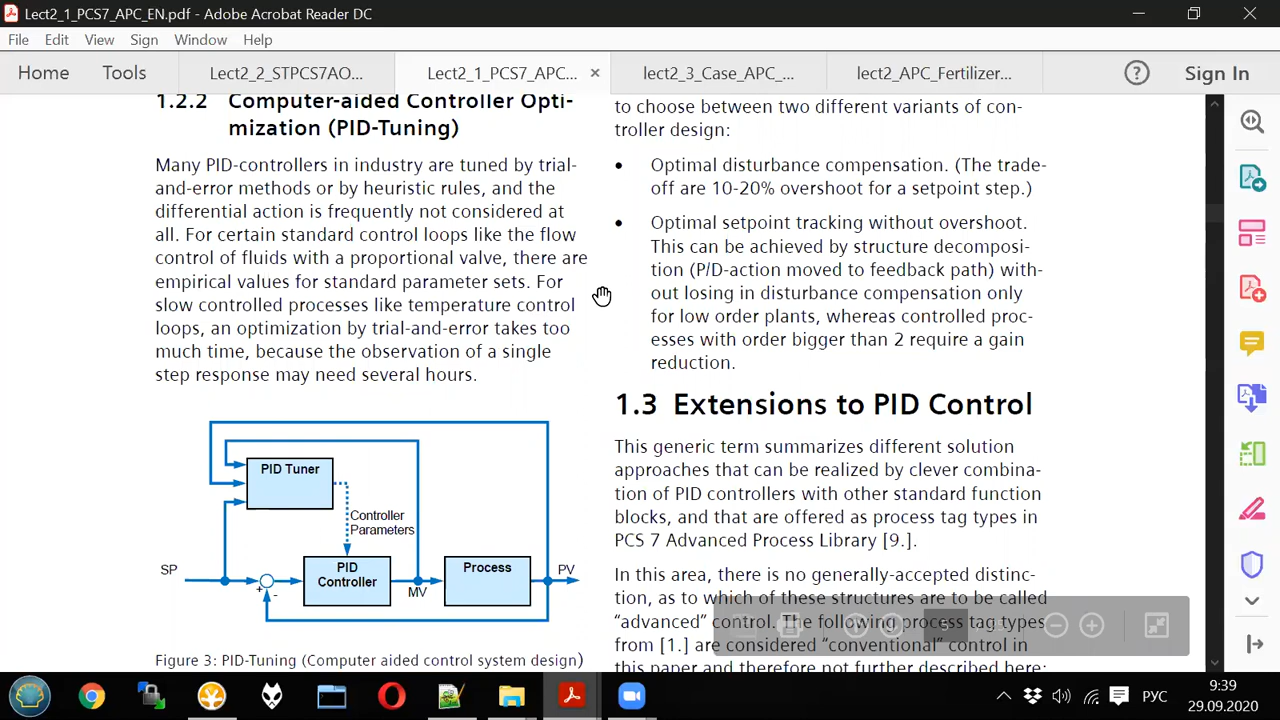 Lect2_1_PCS7_APC_EN.pdf - Adobe Acrobat Reader DC
File Edit View Sign Window Help
Home Tools Lect2_2_STPCS7AO... Lect2_1_PCS7_APC... × lect2_3_Case_APC_... lect2_APC_Fertilizer... Sign In
1.2.2 Computer-aided Controller Opti-
mization (PID-Tuning)
Many PID-controllers in industry are tuned by trial-
and-error methods or by heuristic rules, and the
differential action is frequently not considered at
all. For certain standard control loops like the flow
control of fluids with a proportional valve, there are
empirical values for standard parameter sets. For
slow controlled processes like temperature control
loops, an optimization by trial-and-error takes too
much time, because the observation of a single
step response may need several hours.
PID Tuner
Controller
Parameters
SP
+
-
PID
Controller
MV
Process
PV
Figure 3: PID-Tuning (Computer aided control system design)
to choose between two different variants of con-
troller design:
• Optimal disturbance compensation. (The trade-
off are 10-20% overshoot for a setpoint step.)
• Optimal setpoint tracking without overshoot.
This can be achieved by structure decomposi-
tion (P/D-action moved to feedback path) with-
out losing in disturbance compensation only
for low order plants, whereas controlled proc-
esses with order bigger than 2 require a gain
reduction.
1.3 Extensions to PID Control
This generic term summarizes different solution
approaches that can be realized by clever combina-
tion of PID controllers with other standard function
blocks, and that are offered as process tag types in
PCS 7 Advanced Process Library [9.].
In this area, there is no generally-accepted distinc-
tion, as to which of these structures are to be called
“advanced” control. The following process tag types
from [1.] are considered “conventional” control in
this paper and therefore not further described here:
5
РУС
9:39
29.09.2020